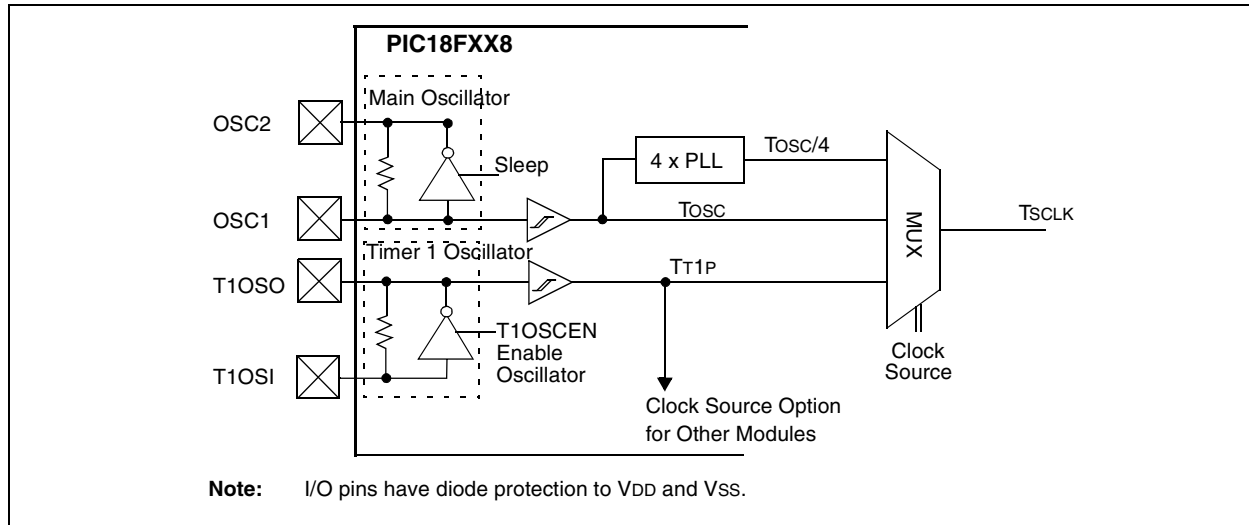 PIC18FXX8
Main Oscillator
OSC2
TOSC/4
4 x PLL
Sleep
OSC1
TOSC
MUX
TSCLK
Timer 1 Oscillator
T1OSO
TT1P
T1OSCEN
Enable
Oscillator
Clock
Source
T1OSI
Clock Source Option
for Other Modules
Note: I/O pins have diode protection to VDD and VSS.